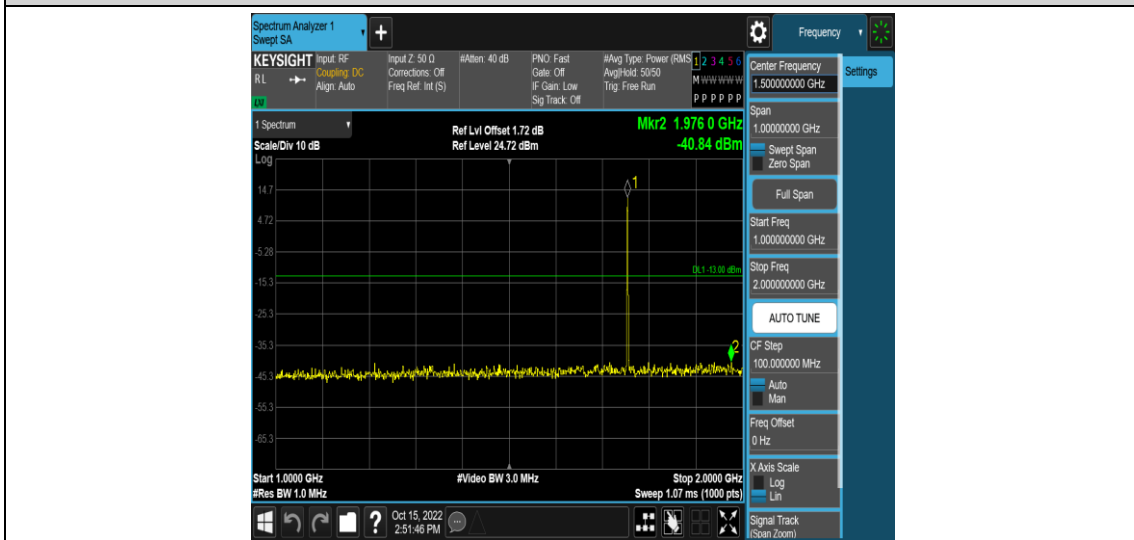 Spectrum Analyzer 1
Swept SA
Frequency
KEYSIGHT
R L
LXI
Input: RF
Coupling: DC
Align: Auto
Input Z: 50 Ω
Corrections: Off
Freq Ref: Int (S)
#Atten: 40 dB
PNO: Fast
Gate: Off
IF Gain: Low
Sig Track: Off
#Avg Type: Power (RMS
Avg|Hold: 50/50
Trig: Free Run
1 2 3 4 5 6
M W W W W W
P P P P P P
1 Spectrum
Scale/Div 10 dB
Log
Ref Lvl Offset 1.72 dB
Ref Level 24.72 dBm
Mkr2 1.976 0 GHz
-40.84 dBm
14.7
4.72
-5.28
-15.3
-25.3
-35.3
-45.3
-55.3
-65.3
1
DL1 -13.00 dBm
2
Start 1.0000 GHz
#Res BW 1.0 MHz
#Video BW 3.0 MHz
Stop 2.0000 GHz
Sweep 1.07 ms (1000 pts)
Center Frequency
1.500000000 GHz
Settings
Span
1.00000000 GHz
Swept Span
Zero Span
Full Span
Start Freq
1.000000000 GHz
Stop Freq
2.000000000 GHz
AUTO TUNE
CF Step
100.000000 MHz
Auto
Man
Freq Offset
0 Hz
X Axis Scale
Log
Lin
Signal Track
(Span Zoom)
?
Oct 15, 2022
2:51:46 PM